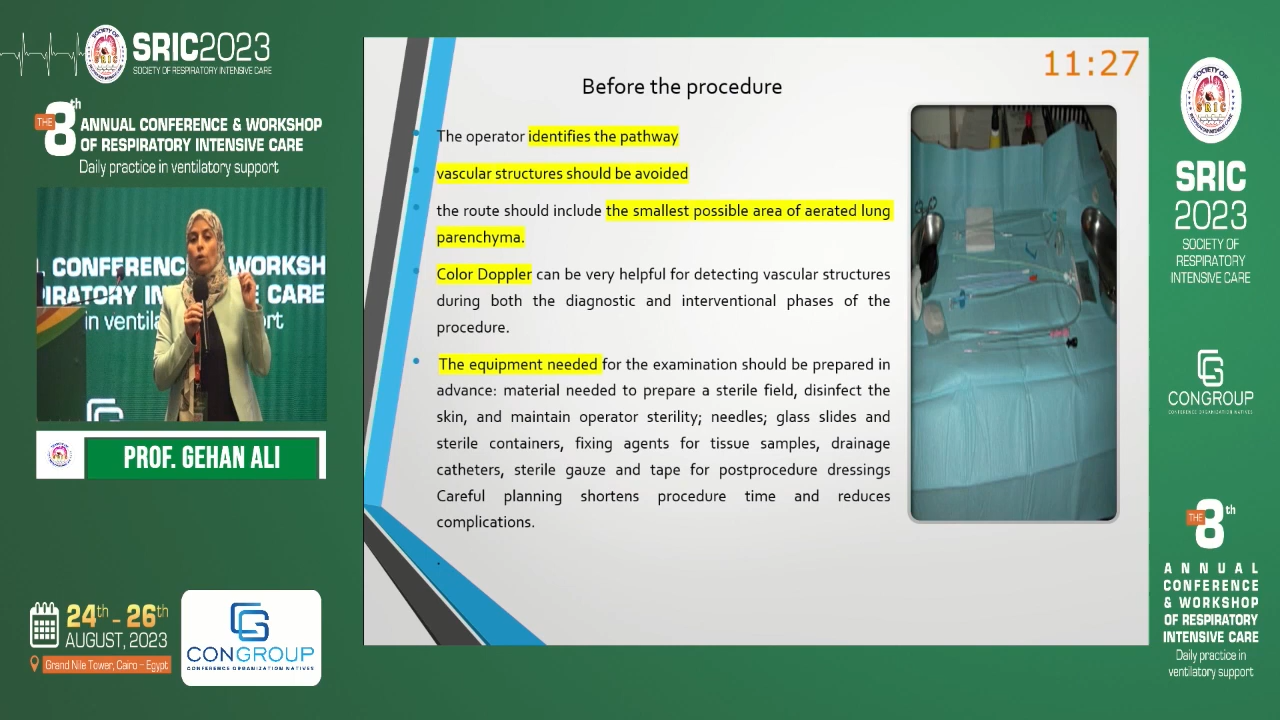 SRIC2023
SOCIETY OF RESPIRATORY INTENSIVE CARE
THE 8th ANNUAL CONFERENCE & WORKSHOP
OF RESPIRATORY INTENSIVE CARE
Daily practice in ventilatory support
CONFERENC WORKSH
CARE
in ventila
PROF. GEHAN ALI
24th - 26th
AUGUST, 2023
Grand Nile Tower, Cairo – Egypt
CONGROUP
CONFERENCE ORGANIZATION NATIVES
11:27
Before the procedure
The operator identifies the pathway
vascular structures should be avoided
the route should include the smallest possible area of aerated lung
parenchyma.
Color Doppler can be very helpful for detecting vascular structures
during both the diagnostic and interventional phases of the
procedure.
The equipment needed for the examination should be prepared in
advance: material needed to prepare a sterile field, disinfect the
skin, and maintain operator sterility; needles; glass slides and
sterile containers, fixing agents for tissue samples, drainage
catheters, sterile gauze and tape for postprocedure dressings
Careful planning shortens procedure time and reduces
complications.
SRIC
2023
SOCIETY OF
RESPIRATORY
INTENSIVE CARE
CONGROUP
CONFERENCE ORGANIZATION NATIVES
THE 8th
ANNUAL
CONFERENCE
& WORKSHOP
OF RESPIRATORY
INTENSIVE CARE
Daily practice in
ventilatory support